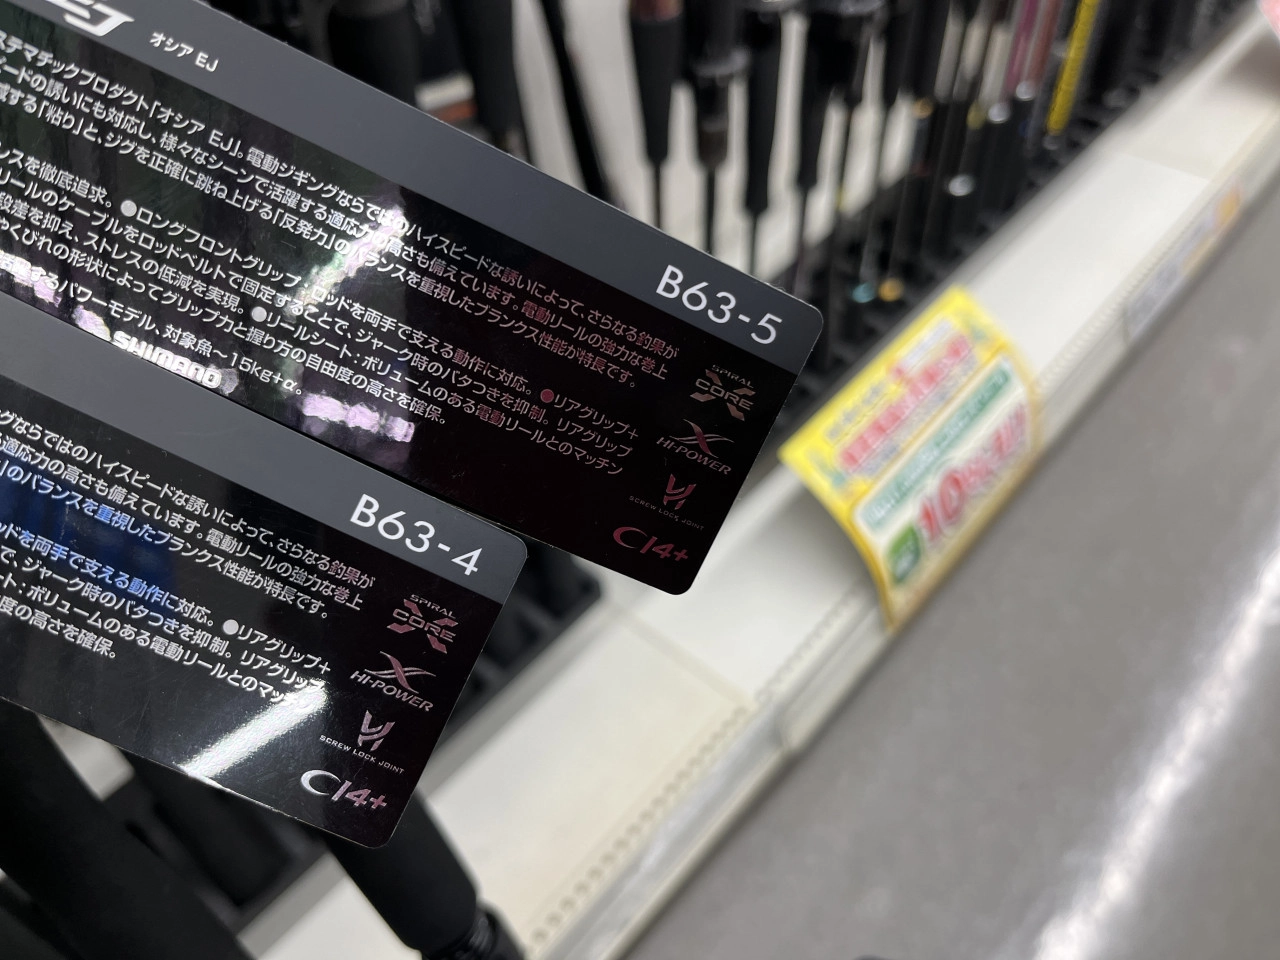 オシア EJ
ステマチックプロダクト「オシア EJ」。電動ジギングならではのハイスピードな誘いによって、さらなる釣果が
ードの誘いにも対応し、様々なシーンで活躍する適応力の高さも備えています。電動リールの強力な巻上
減する「粘り」と、ジグを正確に跳ね上げる「反発力」のバランスを重視したブランクス性能が特長です。
ンスを徹底追求。●ロングフロントグリップ:ロッドを両手で支える動作に対応。●リアグリップ+
リールのケーブルをロッドベルトで固定することで、ジャーク時のバタつきを抑制。リアグリップ
段差を抑え、ストレスの低減を実現。●リールシート:ボリュームのある電動リールとのマッチン
やくびれの形状によってグリップ力と握り方の自由度の高さを確保。
するパワーモデル、対象魚〜15kg+α。
SHIMANO
B63-5
SPIRAL
CORE
HI-POWER
SCREW LOCK JOINT
CI4+
B63-4
グならではのハイスピードな誘いによって、さらなる釣果が
適応力の高さも備えています。電動リールの強力な巻上
」のバランスを重視したブランクス性能が特長です。
ッドを両手で支える動作に対応。●リアグリップ+
で、ジャーク時のバタつきを抑制。リアグリップ
ート:ボリュームのある電動リールとのマッチン
度の高さを確保。
SPIRAL
CORE
HI-POWER
SCREW LOCK JOINT
CI4+